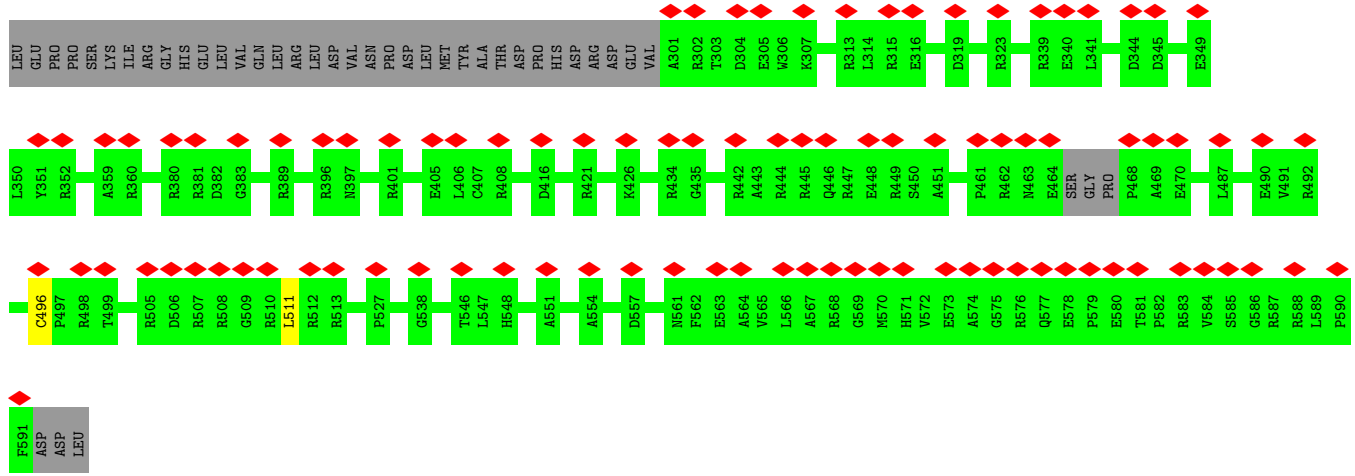 LEU GLU PRO PRO SER LYS ILE ARG GLY HIS GLU LEU VAL GLN LEU ARG LEU ASP VAL ASN PRO ASP LEU MET TYR ALA THR ASP PRO HIS ASP ARG ASP GLU VAL A301 R302 T303 D304 E305 W306 K307 R313 L314 R315 E316 D319 R323 R339 E340 L341 D344 D345 E349
L350 Y351 R352 A359 R360 R380 R381 D382 G383 R389 R396 N397 R401 E405 L406 C407 R408 D416 R421 K426 R434 G435 R442 A443 R444 R445 Q446 R447 E448 R449 S450 A451 P461 R462 N463 E464 SER GLY PRO P468 A469 E470 L487 E490 V491 R492
C496 P497 R498 T499 R505 D506 R507 R508 G509 R510 L511 R512 R513 P527 G538 T546 L547 H548 A551 A554 D557 N561 F562 E563 A564 V565 L566 A567 R568 G569 M570 H571 V572 E573 A574 G575 R576 Q577 E578 P579 E580 T581 P582 R583 V584 S585 G586 R587 R588 L589 P590
F591 ASP ASP LEU